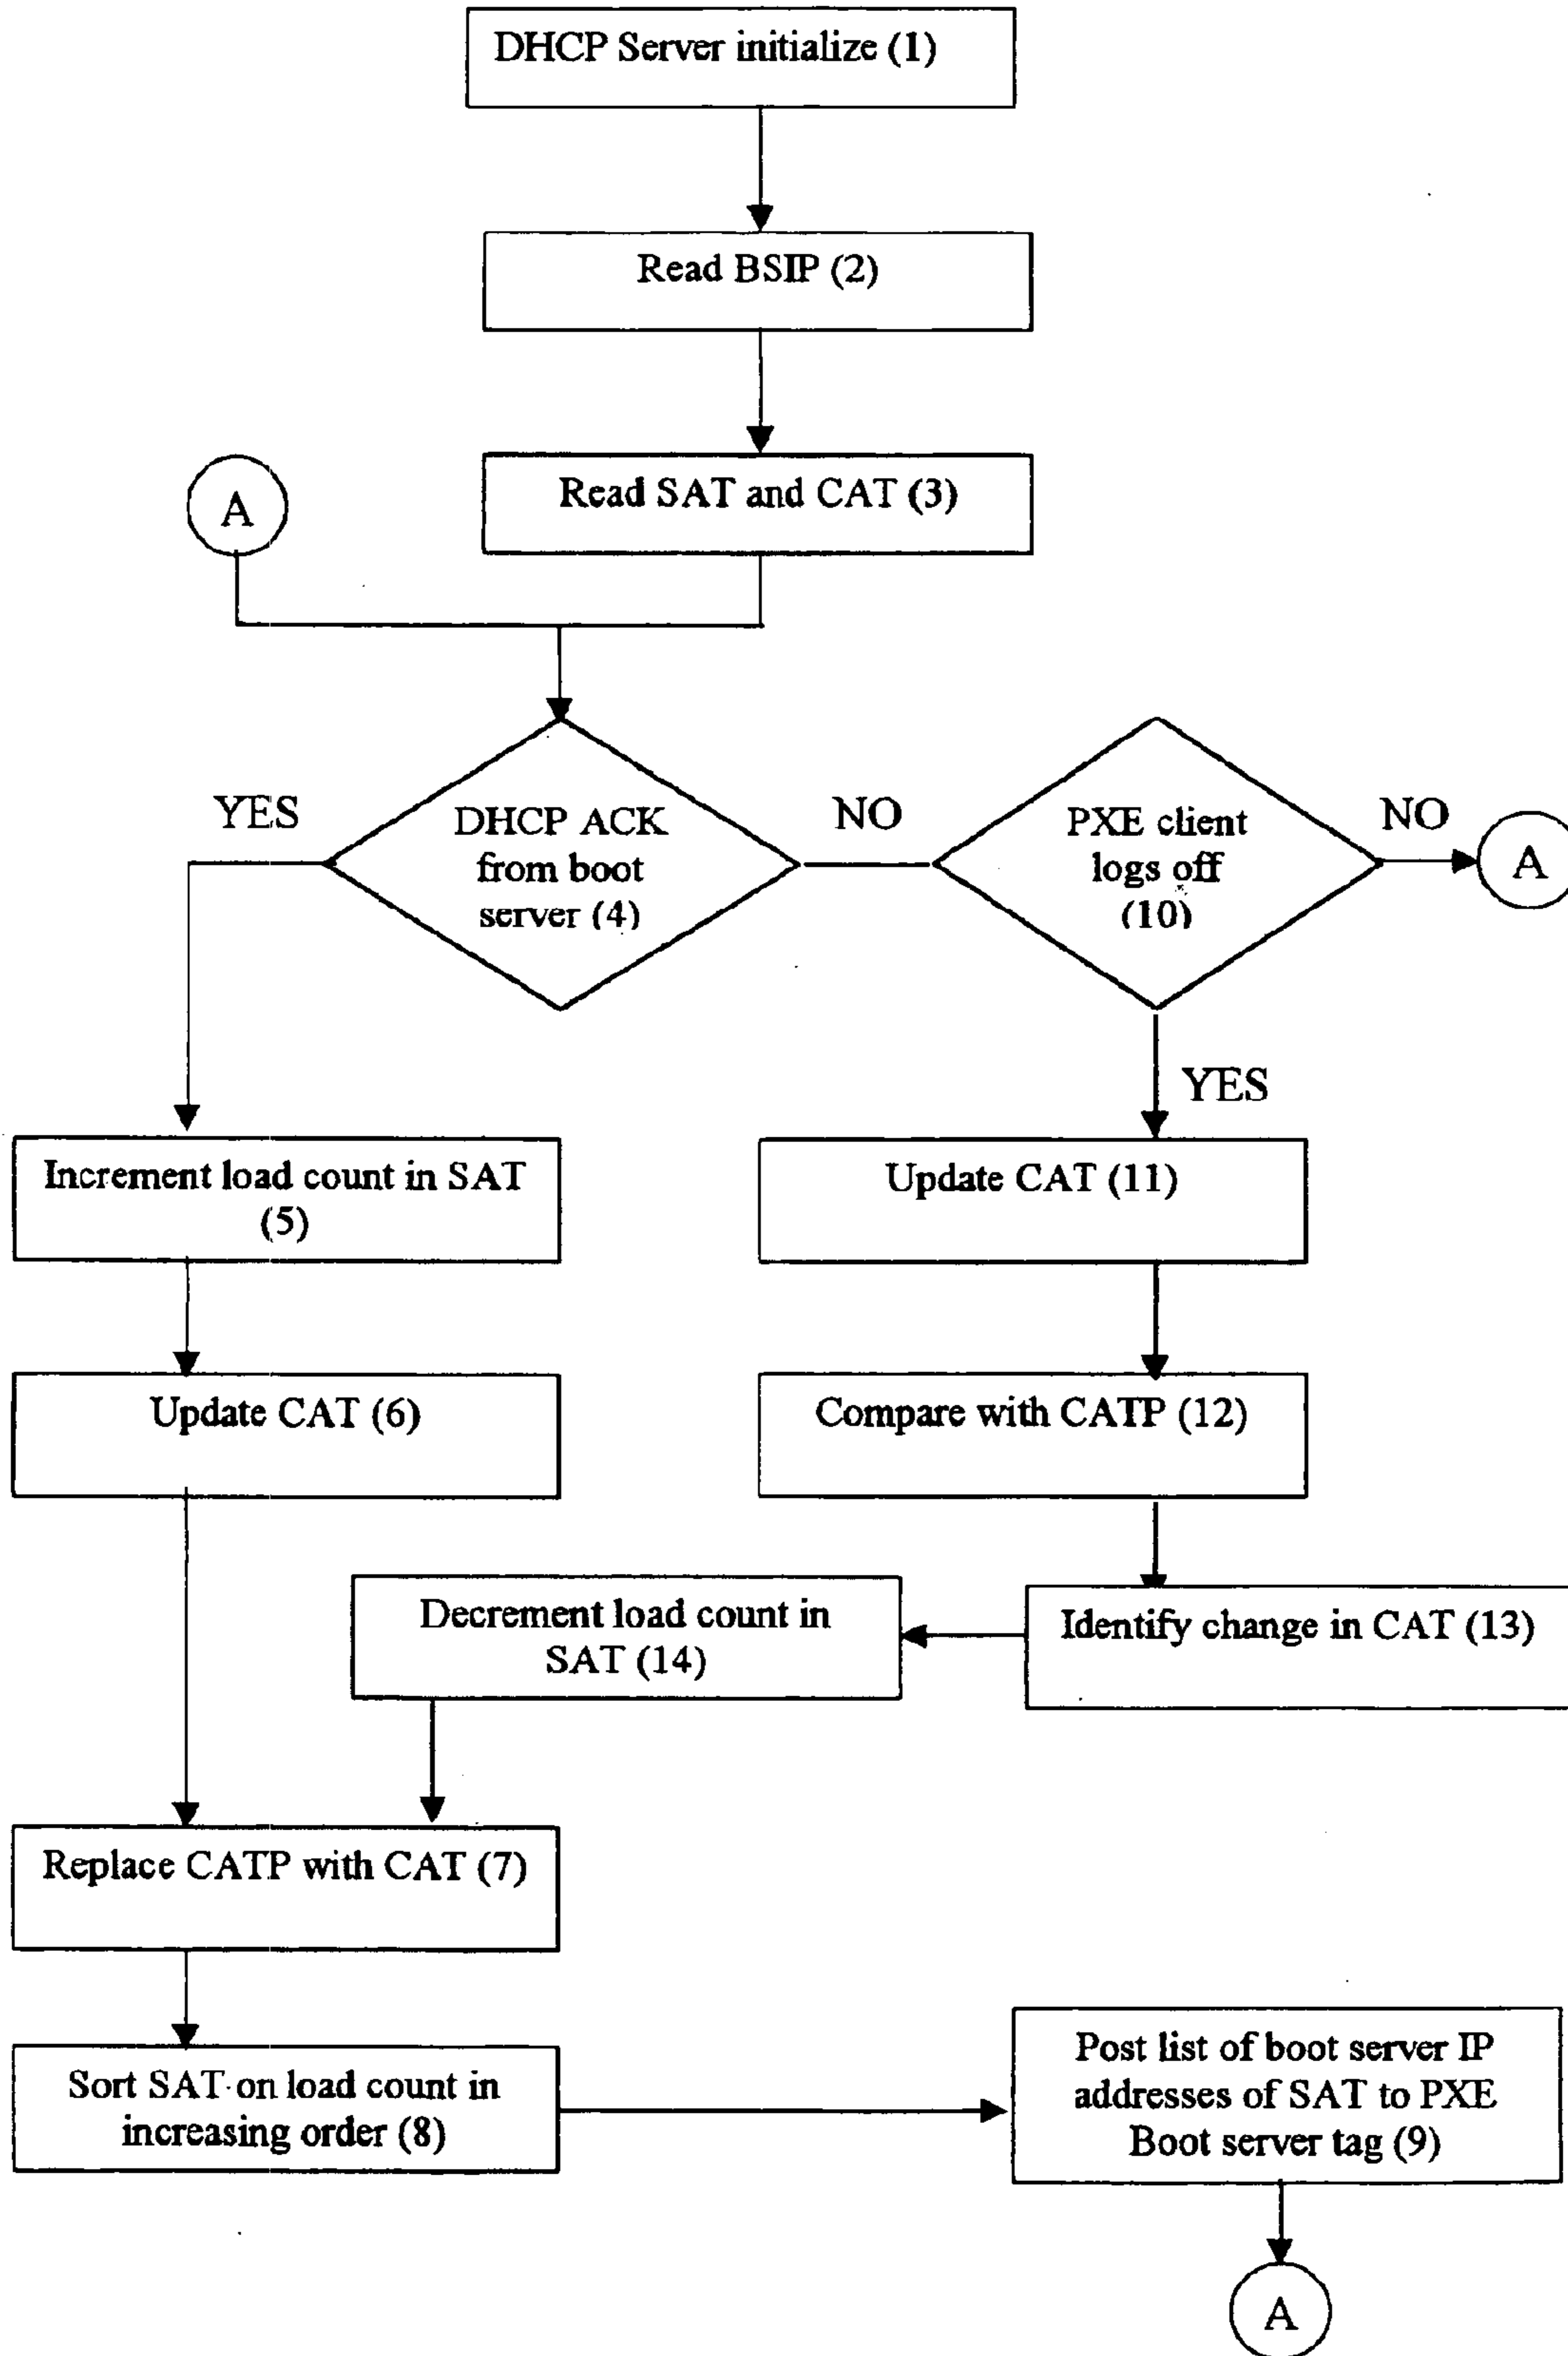 DHCP Server initialize (1)
Read BSIP (2)
Read SAT and CAT (3)
A
YES
DHCP ACK
from boot
server (4)
NO
PXE client
logs off
(10)
NO
A
YES
Increment load count in SAT
(5)
Update CAT (11)
Update CAT (6)
Compare with CATP (12)
Decrement load count in
SAT (14)
Identify change in CAT (13)
Replace CATP with CAT (7)
Sort SAT on load count in
increasing order (8)
Post list of boot server IP
addresses of SAT to PXE
Boot server tag (9)
A